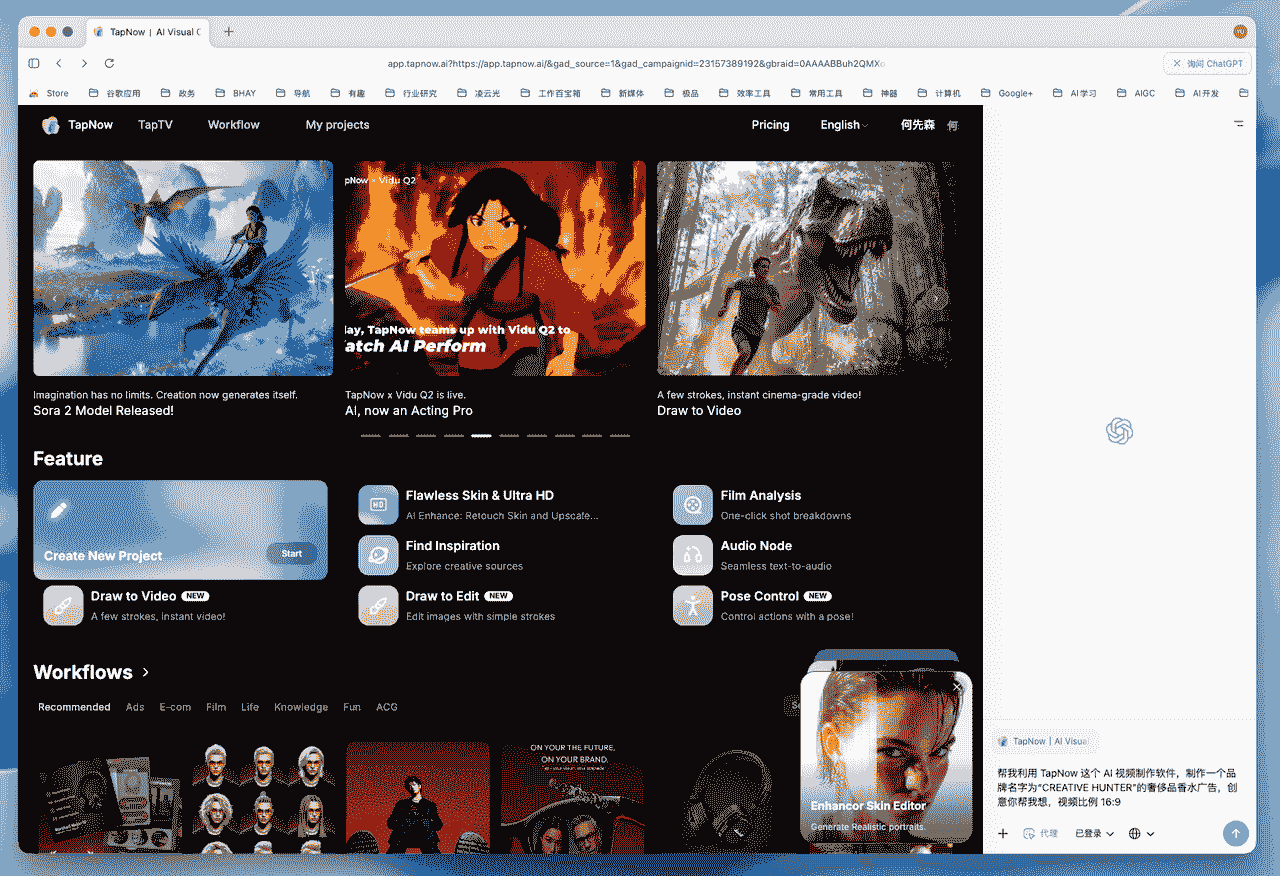 TapNow | AI Visual C
VU
app.tapnow.ai?https://app.tapnow.ai/&gad_source=1&gad_campaignid=23157389192&gbraid=0AAAABBuh2QMXo
询问 ChatGPT
Store
谷歌应用
政务
BHAY
导航
有趣
行业研究
凌云光
工作百宝箱
新媒体
极品
效率工具
常用工具
神器
计算机
Google+
AI学习
AIGC
AI开发
TapNow
TapTV
Workflow
My projects
Pricing
English
何先森
何
pNow × Vidu Q2
lay, TapNow teams up with Vidu Q2 to
atch AI Perform
Imagination has no limits. Creation now generates itself.
Sora 2 Model Released!
TapNow x Vidu Q2 is live.
AI, now an Acting Pro
A few strokes, instant cinema-grade video!
Draw to Video
Feature
Create New Project
Start
HD
Flawless Skin & Ultra HD
AI Enhance: Retouch Skin and Upscale...
Film Analysis
One-click shot breakdowns
Find Inspiration
Explore creative sources
Audio Node
Seamless text-to-audio
Draw to Video NEW
A few strokes, instant video!
Draw to Edit NEW
Edit images with simple strokes
Pose Control NEW
Control actions with a pose!
Workflows
Recommended
Ads
E-com
Film
Life
Knowledge
Fun
ACG
Se
ON YOUR THE FUTURE,
ON YOUR BRAND.
Enhancor Skin Editor
Generate Realistic portraits.
TapNow | AI Visua
帮我利用 TapNow 这个 AI 视频制作软件，制作一个品
牌名字为“CREATIVE HUNTER”的奢侈品香水广告，创
意你帮我想，视频比例 16:9
代理
已登录